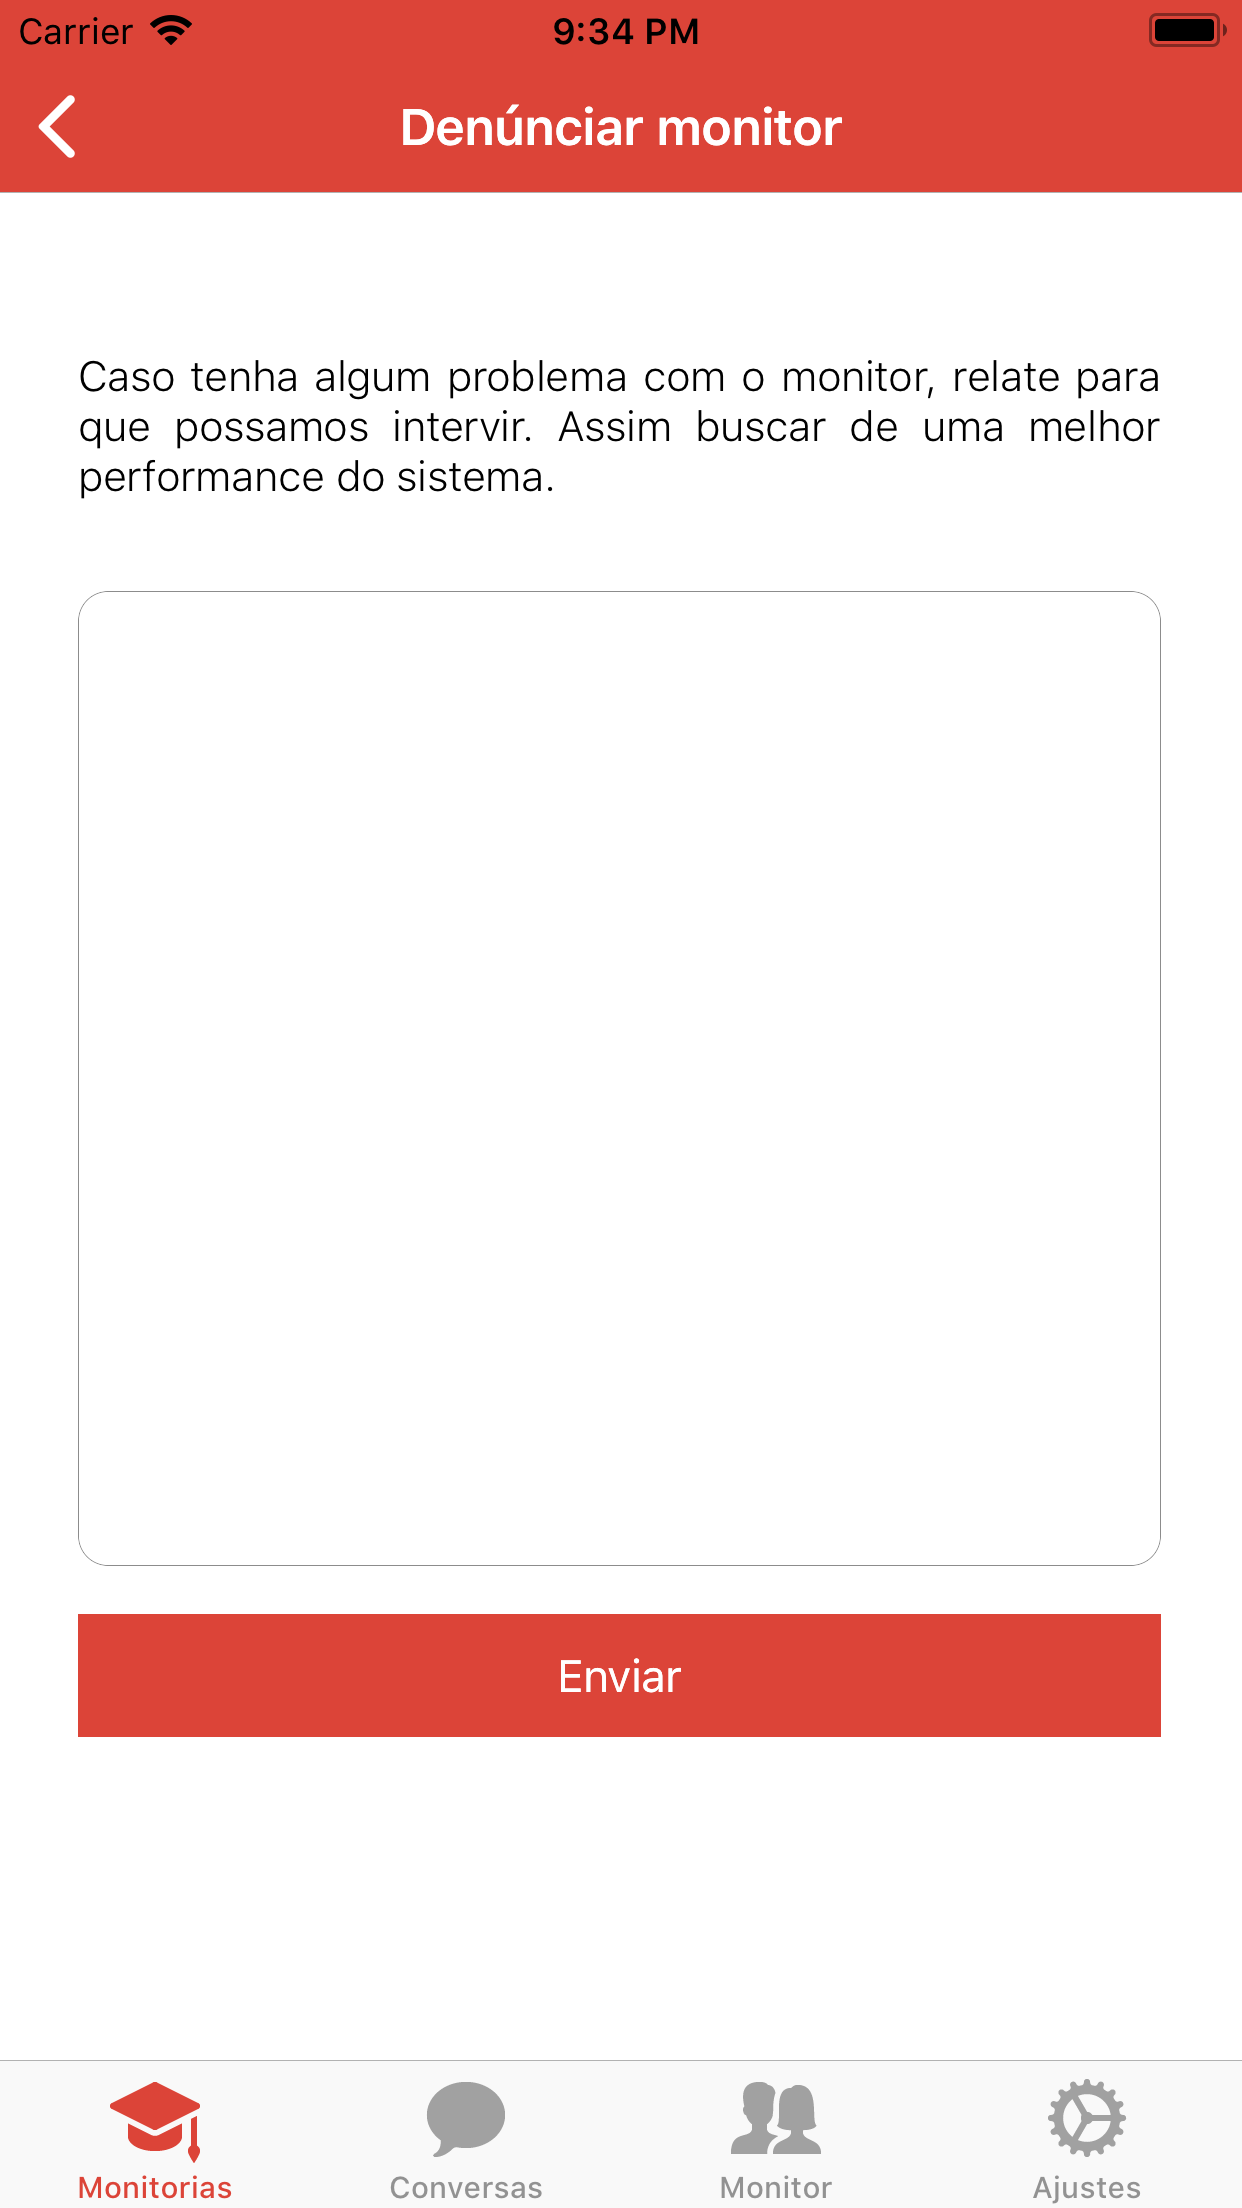 Carrier 9:34 PM
Denúnciar monitor
Caso tenha algum problema com o monitor, relate para
que possamos intervir. Assim buscar de uma melhor
performance do sistema.
Enviar
Monitorias Conversas Monitor Ajustes